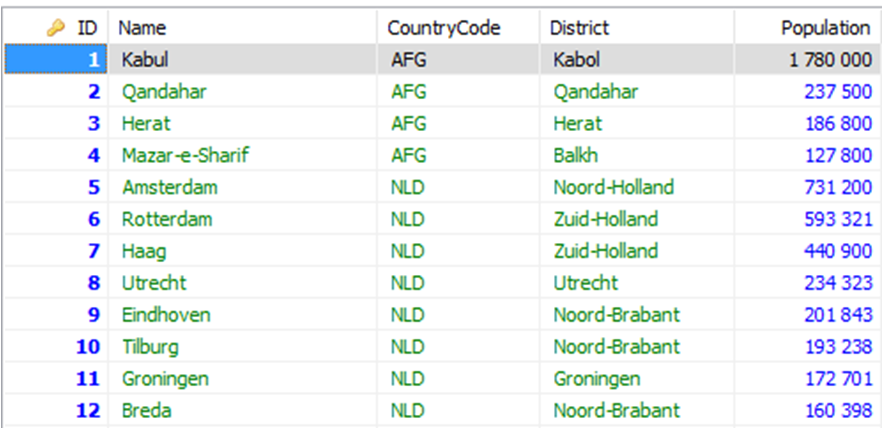 ID Name CountryCode District Population
1 Kabul AFG Kabol 1 780 000
2 Qandahar AFG Qandahar 237 500
3 Herat AFG Herat 186 800
4 Mazar-e-Sharif AFG Balkh 127 800
5 Amsterdam NLD Noord-Holland 731 200
6 Rotterdam NLD Zuid-Holland 593 321
7 Haag NLD Zuid-Holland 440 900
8 Utrecht NLD Utrecht 234 323
9 Eindhoven NLD Noord-Brabant 201 843
10 Tilburg NLD Noord-Brabant 193 238
11 Groningen NLD Groningen 172 701
12 Breda NLD Noord-Brabant 160 398